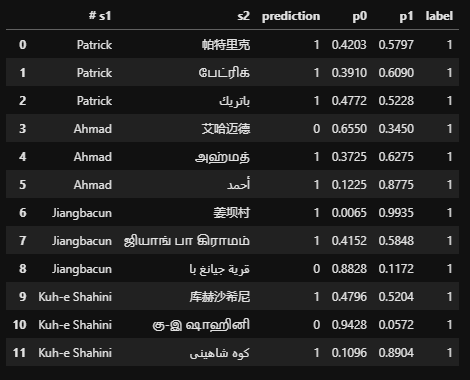 # s1 s2 prediction p0 p1 label
0 Patrick 帕特里克 1 0.4203 0.5797 1
1 Patrick பேட்ரிக் 1 0.3910 0.6090 1
2 Patrick باتريك 1 0.4772 0.5228 1
3 Ahmad 艾哈迈德 0 0.6550 0.3450 1
4 Ahmad அஹ்மத் 1 0.3725 0.6275 1
5 Ahmad أحمد 1 0.1225 0.8775 1
6 Jiangbacun 姜坝村 1 0.0065 0.9935 1
7 Jiangbacun ஜியாங் பா கிராமம் 1 0.4152 0.5848 1
8 Jiangbacun قرية جيانغ با 0 0.8828 0.1172 1
9 Kuh-e Shahini 库赫沙希尼 1 0.4796 0.5204 1
10 Kuh-e Shahini கு-இ ஷாஹினி 0 0.9428 0.0572 1
11 Kuh-e Shahini كوه شاهينى 1 0.1096 0.8904 1